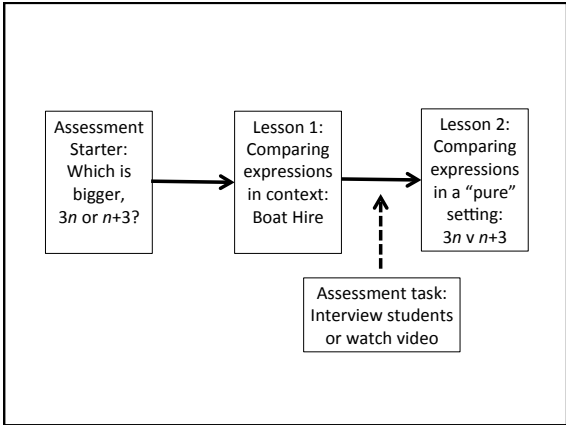 Assessment
Starter:
Which is
bigger,
3n or n+3?
Lesson 1:
Comparing
expressions
in context:
Boat Hire
Lesson 2:
Comparing
expressions
in a “pure”
setting:
3n v n+3
Assessment task:
Interview students
or watch video